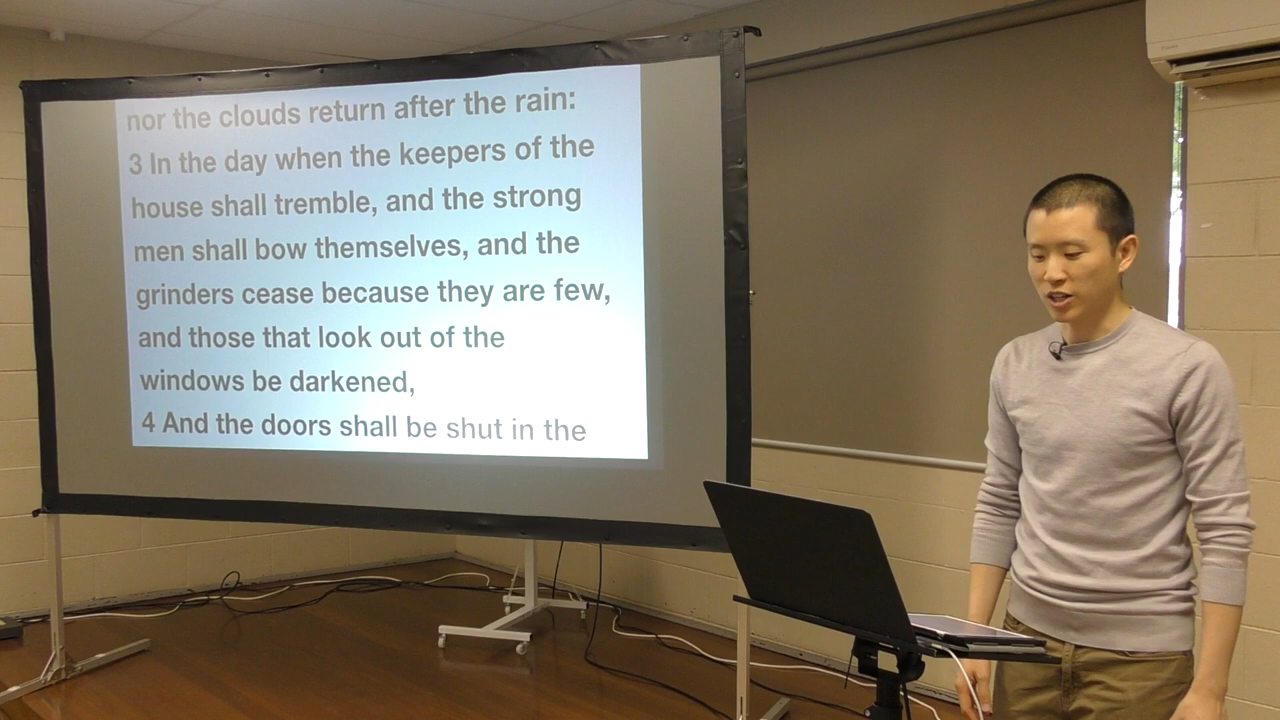 nor the clouds return after the rain:
3 In the day when the keepers of the
house shall tremble, and the strong
men shall bow themselves, and the
grinders cease because they are few,
and those that look out of the
windows be darkened,
4 And the doors shall be shut in the